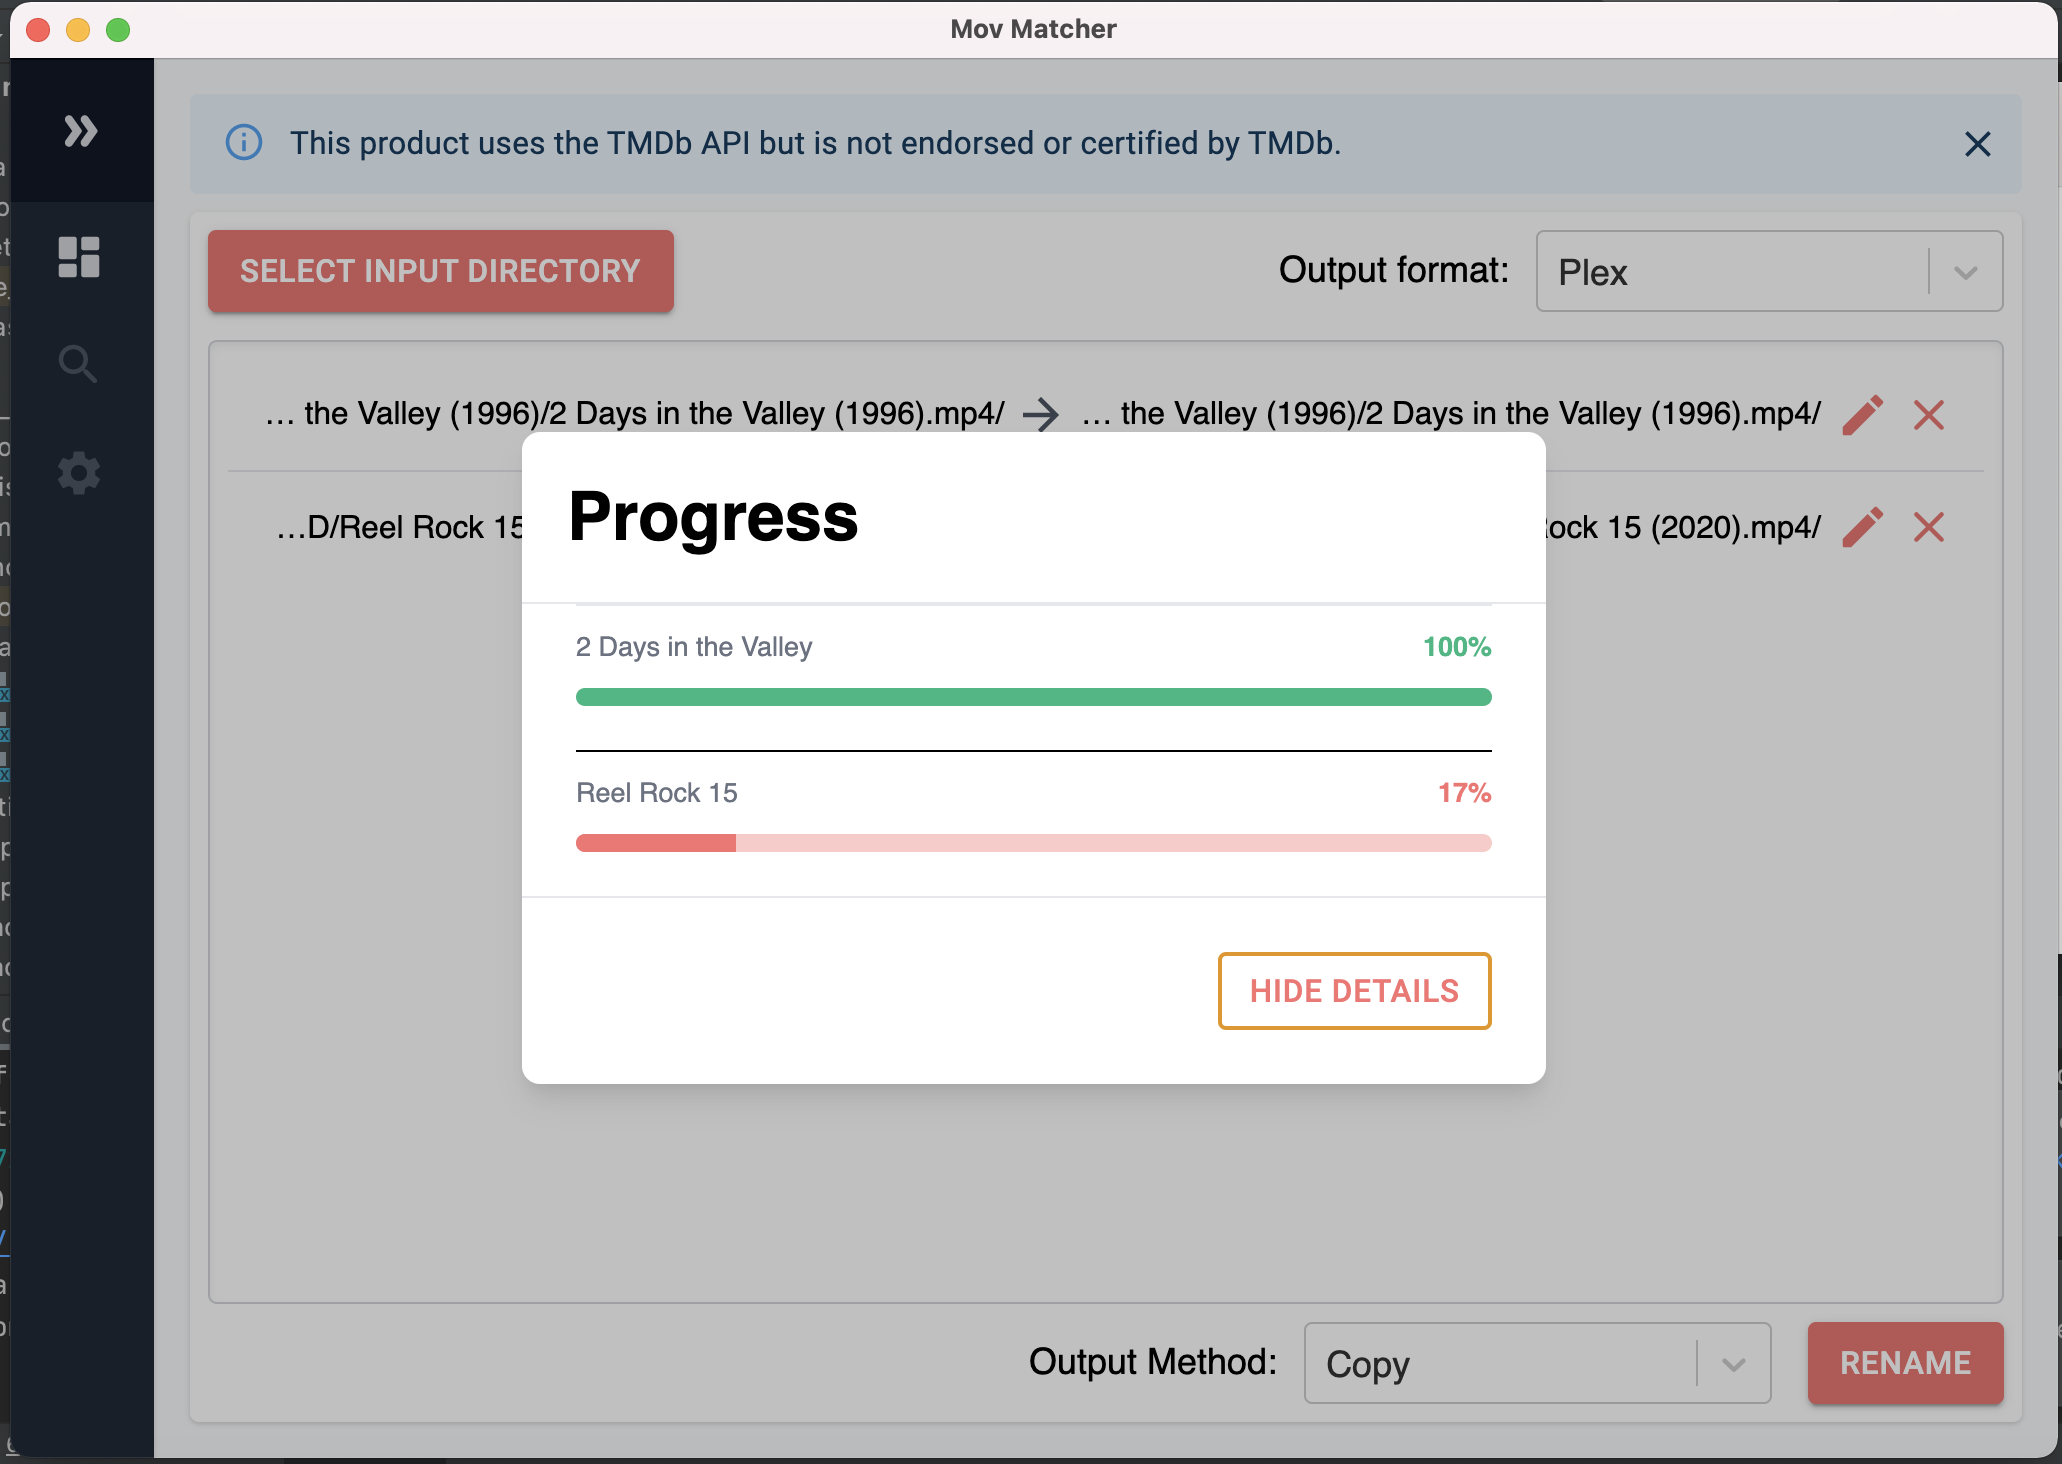 Mov Matcher
This product uses the TMDb API but is not endorsed or certified by TMDb.
SELECT INPUT DIRECTORY
Output format:
Plex
... the Valley (1996)/2 Days in the Valley (1996).mp4/
... the Valley (1996)/2 Days in the Valley (1996).mp4/
...D/Reel Rock 15
Rock 15 (2020).mp4/
Progress
2 Days in the Valley
100%
Reel Rock 15
17%
HIDE DETAILS
Output Method:
Copy
RENAME